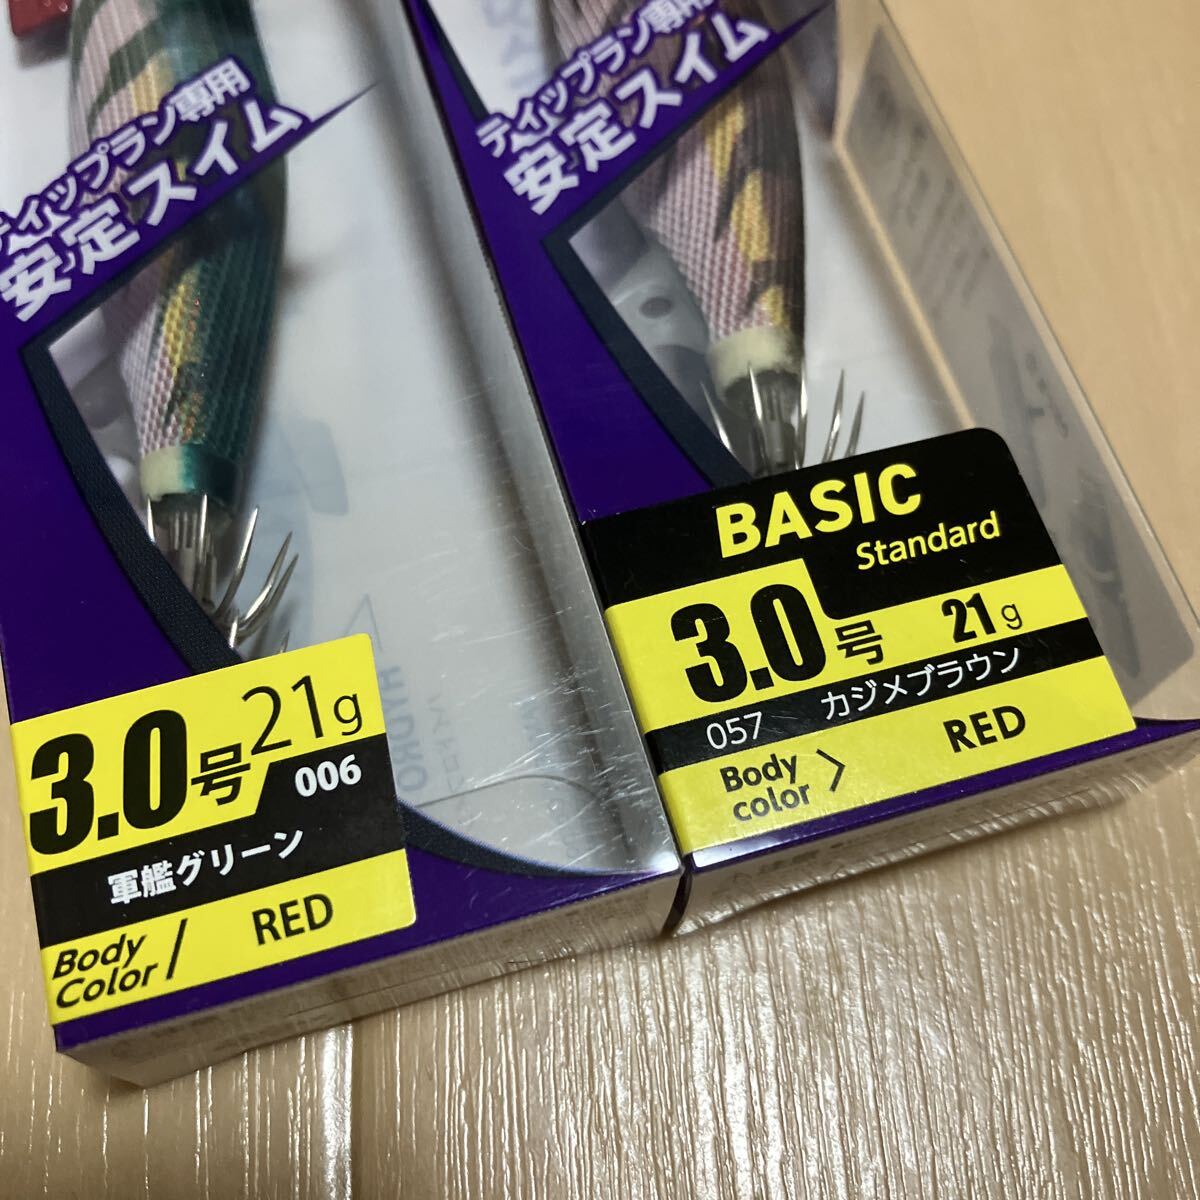 ティップラン専用
安定スイム
3.0号 21g
006
軍艦グリーン
Body Color / RED
ティップラン専用
安定スイム
BASIC
Standard
3.0号 21g
057 カジメブラウン
Body color > RED